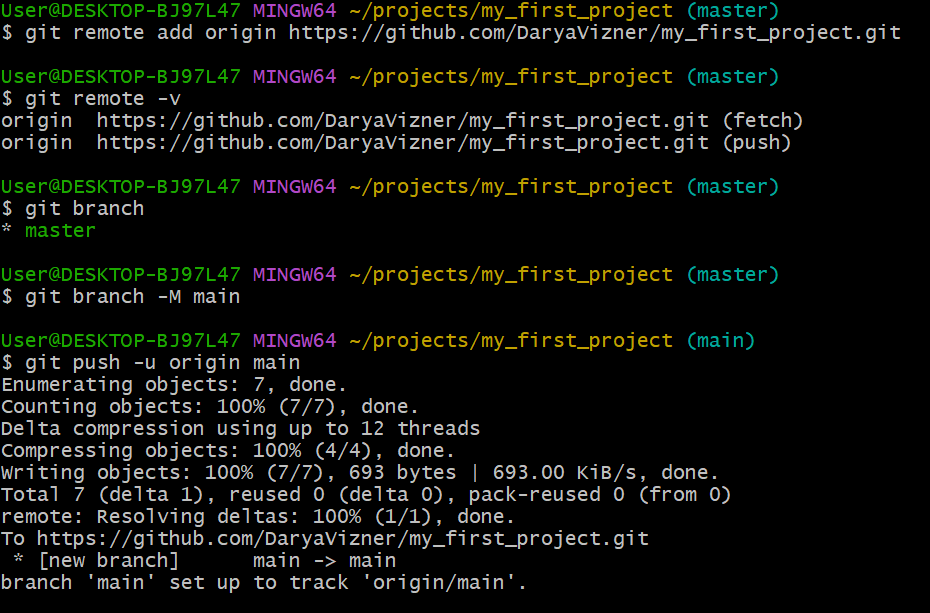 User@DESKTOP-BJ97L47 MINGW64 ~/projects/my_first_project (master)
$ git remote add origin https://github.com/DaryaVizner/my_first_project.git
User@DESKTOP-BJ97L47 MINGW64 ~/projects/my_first_project (master)
$ git remote -v
origin  https://github.com/DaryaVizner/my_first_project.git (fetch)
origin  https://github.com/DaryaVizner/my_first_project.git (push)
User@DESKTOP-BJ97L47 MINGW64 ~/projects/my_first_project (master)
$ git branch
* master
User@DESKTOP-BJ97L47 MINGW64 ~/projects/my_first_project (master)
$ git branch -M main
User@DESKTOP-BJ97L47 MINGW64 ~/projects/my_first_project (main)
$ git push -u origin main
Enumerating objects: 7, done.
Counting objects: 100% (7/7), done.
Delta compression using up to 12 threads
Compressing objects: 100% (4/4), done.
Writing objects: 100% (7/7), 693 bytes | 693.00 KiB/s, done.
Total 7 (delta 1), reused 0 (delta 0), pack-reused 0 (from 0)
remote: Resolving deltas: 100% (1/1), done.
To https://github.com/DaryaVizner/my_first_project.git
 * [new branch]      main -> main
branch 'main' set up to track 'origin/main'.